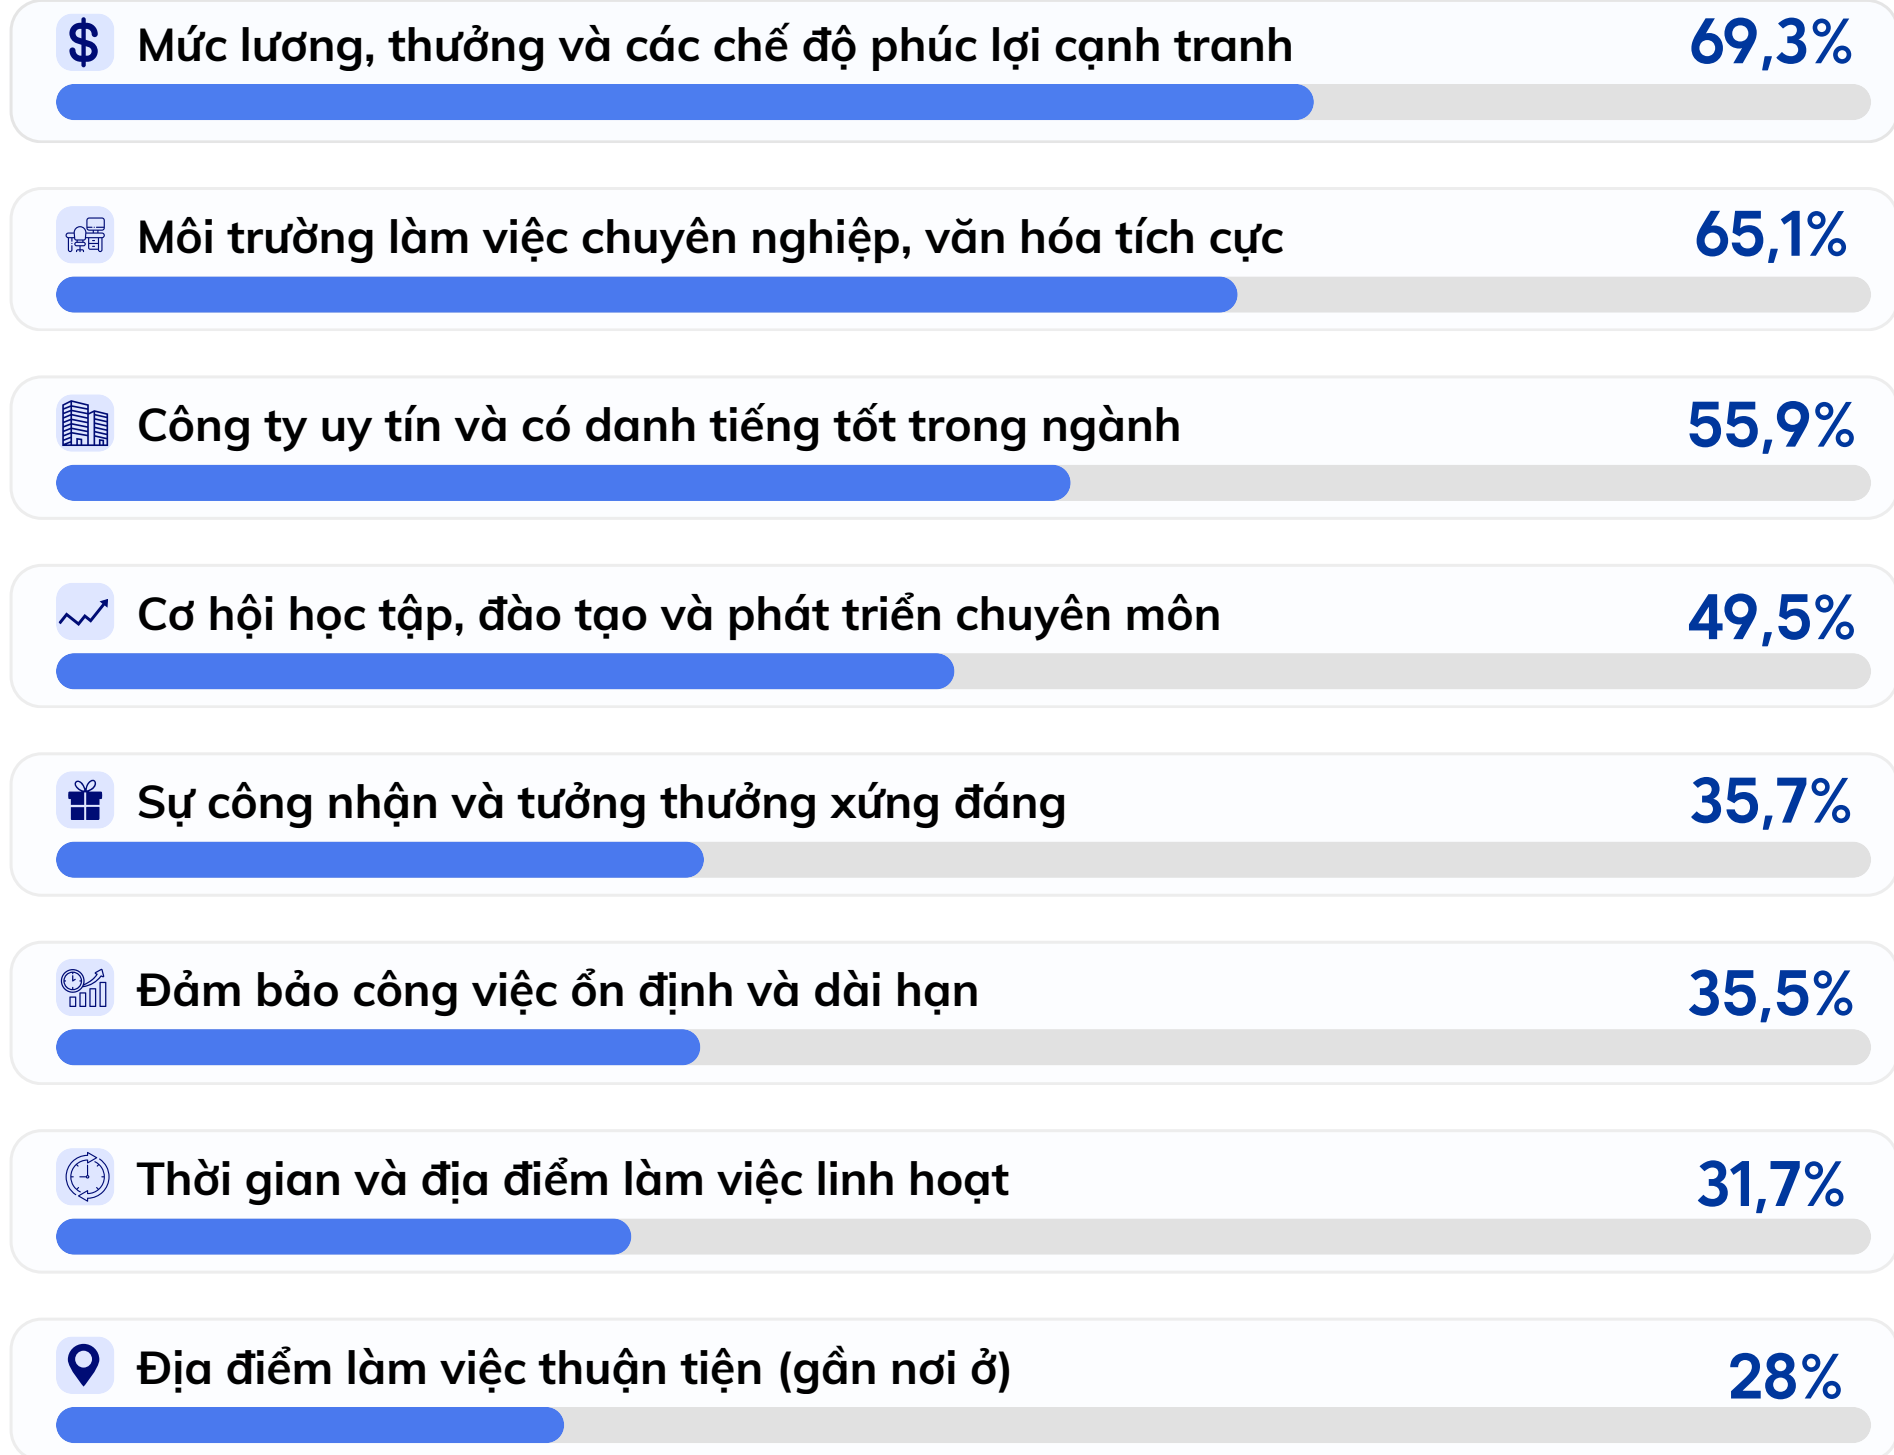 Mức lương, thưởng và các chế độ phúc lợi cạnh tranh
69,3%
Môi trường làm việc chuyên nghiệp, văn hóa tích cực
65,1%
Công ty uy tín và có danh tiếng tốt trong ngành
55,9%
Cơ hội học tập, đào tạo và phát triển chuyên môn
49,5%
Sự công nhận và tưởng thưởng xứng đáng
35,7%
Đảm bảo công việc ổn định và dài hạn
35,5%
Thời gian và địa điểm làm việc linh hoạt
31,7%
Địa điểm làm việc thuận tiện (gần nơi ở)
28%